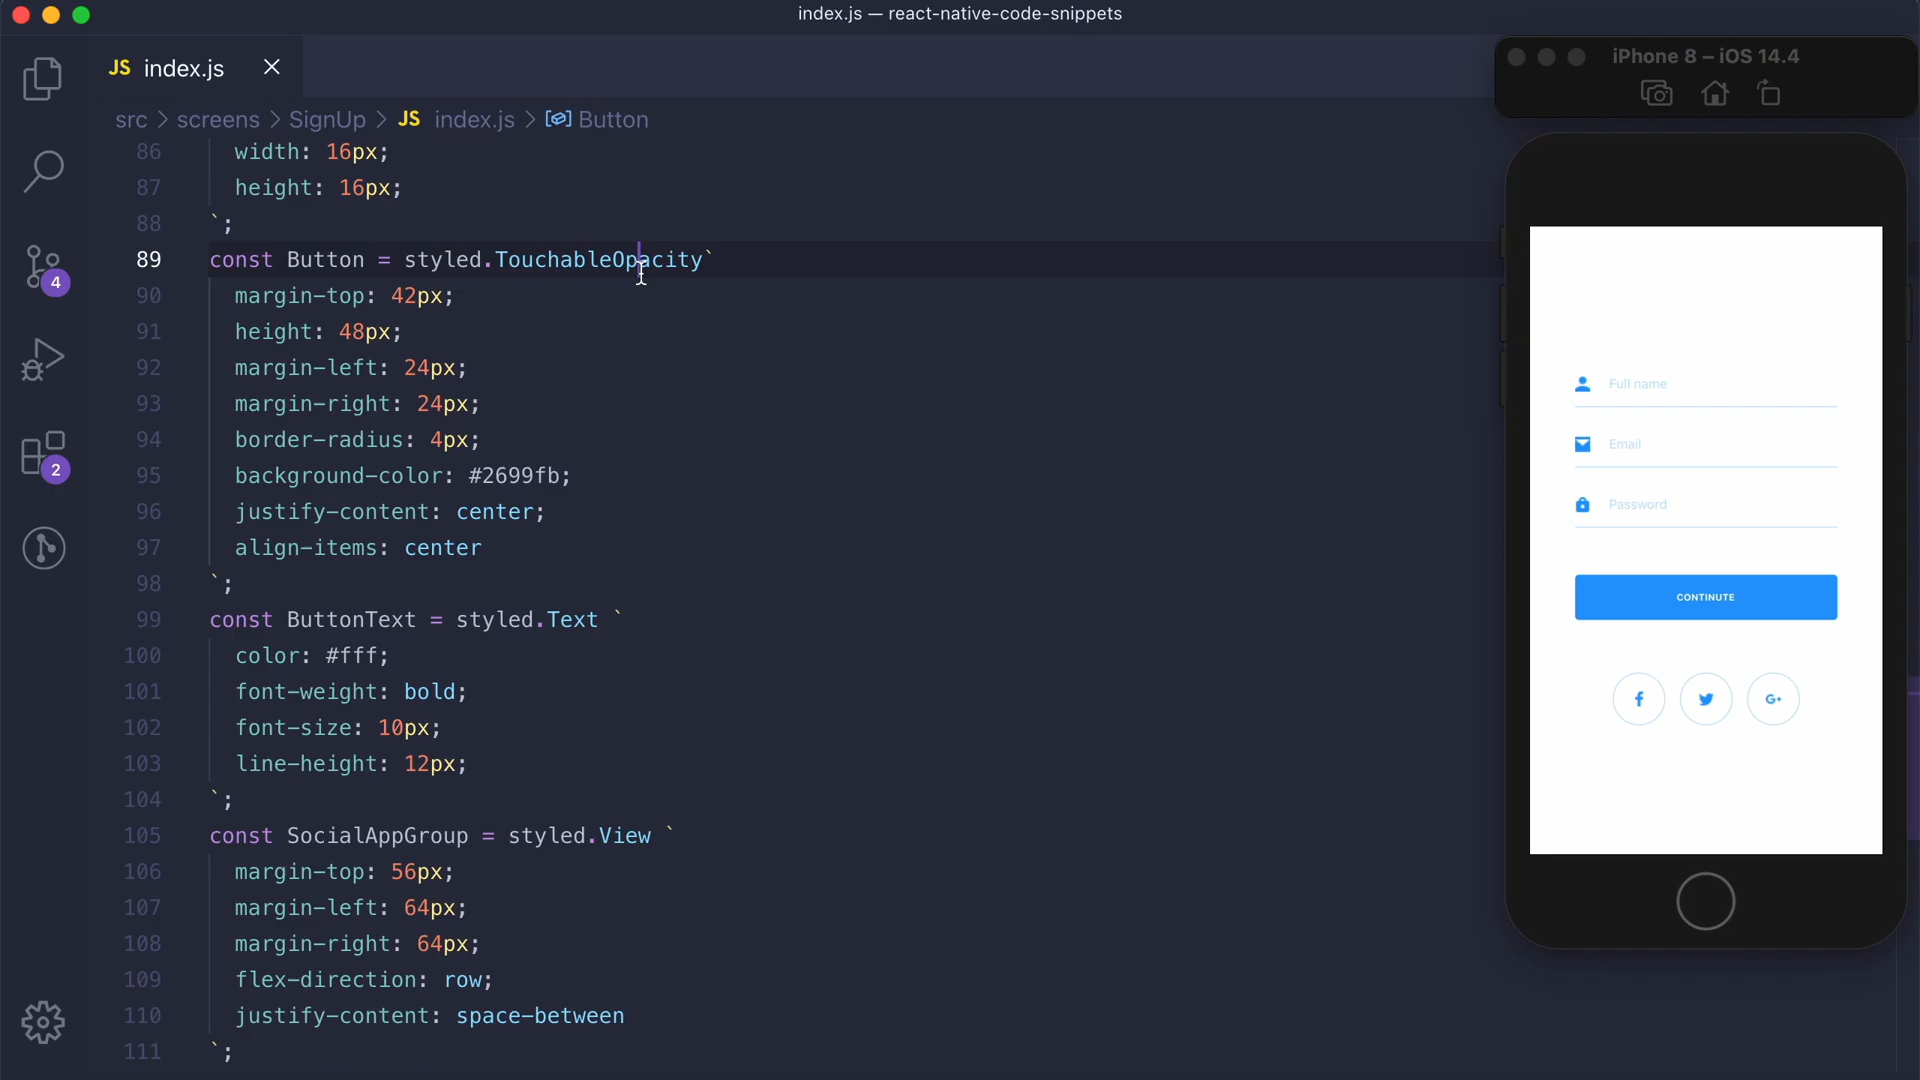 index.js — react-native-code-snippets
JS index.js
src > screens > SignUp > JS index.js > Button
86 width: 16px;
87 height: 16px;
88 `;
89 const Button = styled.TouchableOpacity`
90 margin-top: 42px;
91 height: 48px;
92 margin-left: 24px;
93 margin-right: 24px;
94 border-radius: 4px;
95 background-color: #2699fb;
96 justify-content: center;
97 align-items: center
98 `;
99 const ButtonText = styled.Text `
100 color: #fff;
101 font-weight: bold;
102 font-size: 10px;
103 line-height: 12px;
104 `;
105 const SocialAppGroup = styled.View `
106 margin-top: 56px;
107 margin-left: 64px;
108 margin-right: 64px;
109 flex-direction: row;
110 justify-content: space-between
111 `;
4
2
iPhone 8 – iOS 14.4
Full name
Email
Password
CONTINUTE
f G+